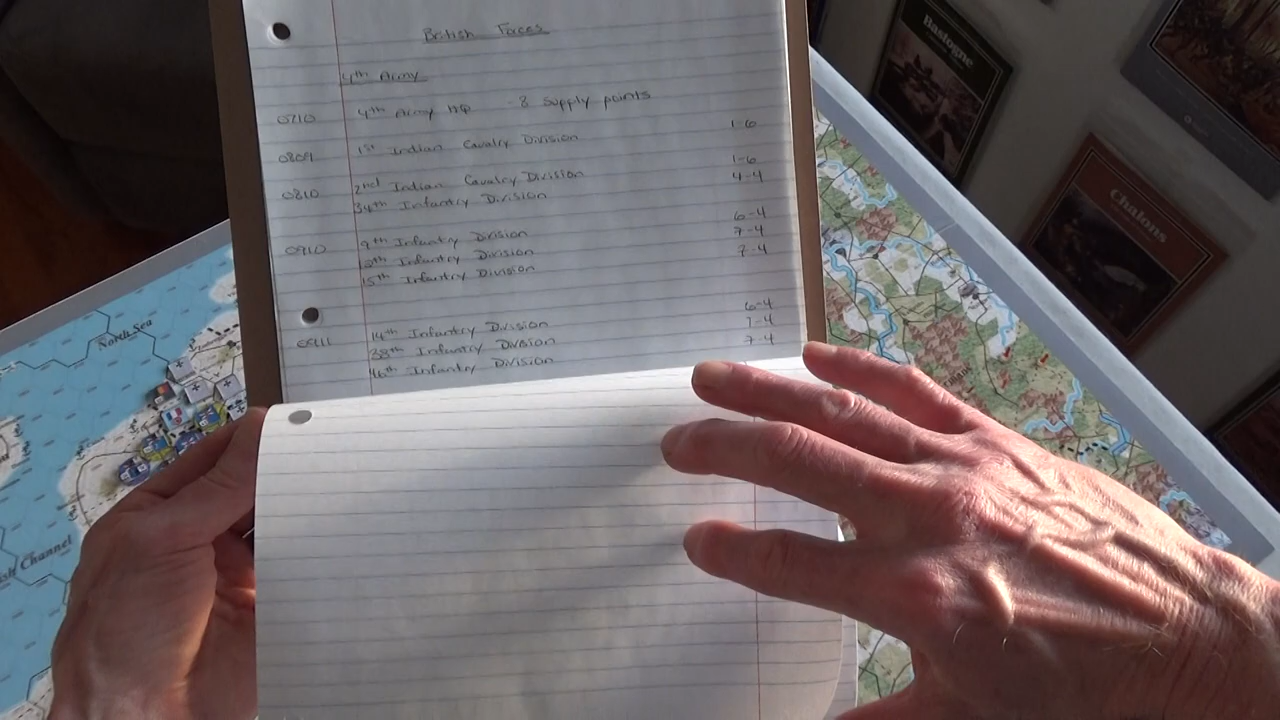 British Forces
4th Army
0710 4th Army HQ - 8 supply points
0809 1st Indian Cavalry Division 1-6
0810 2nd Indian Cavalry Division 1-6
34th Infantry Division 4-4
0910 9th Infantry Division 6-4
12th Infantry Division 7-4
15th Infantry Division 7-4
14th Infantry Division 6-4
38th Infantry Division 7-4
46th Infantry Division 7-4
North Sea
Channel
Bastogne
Chalons